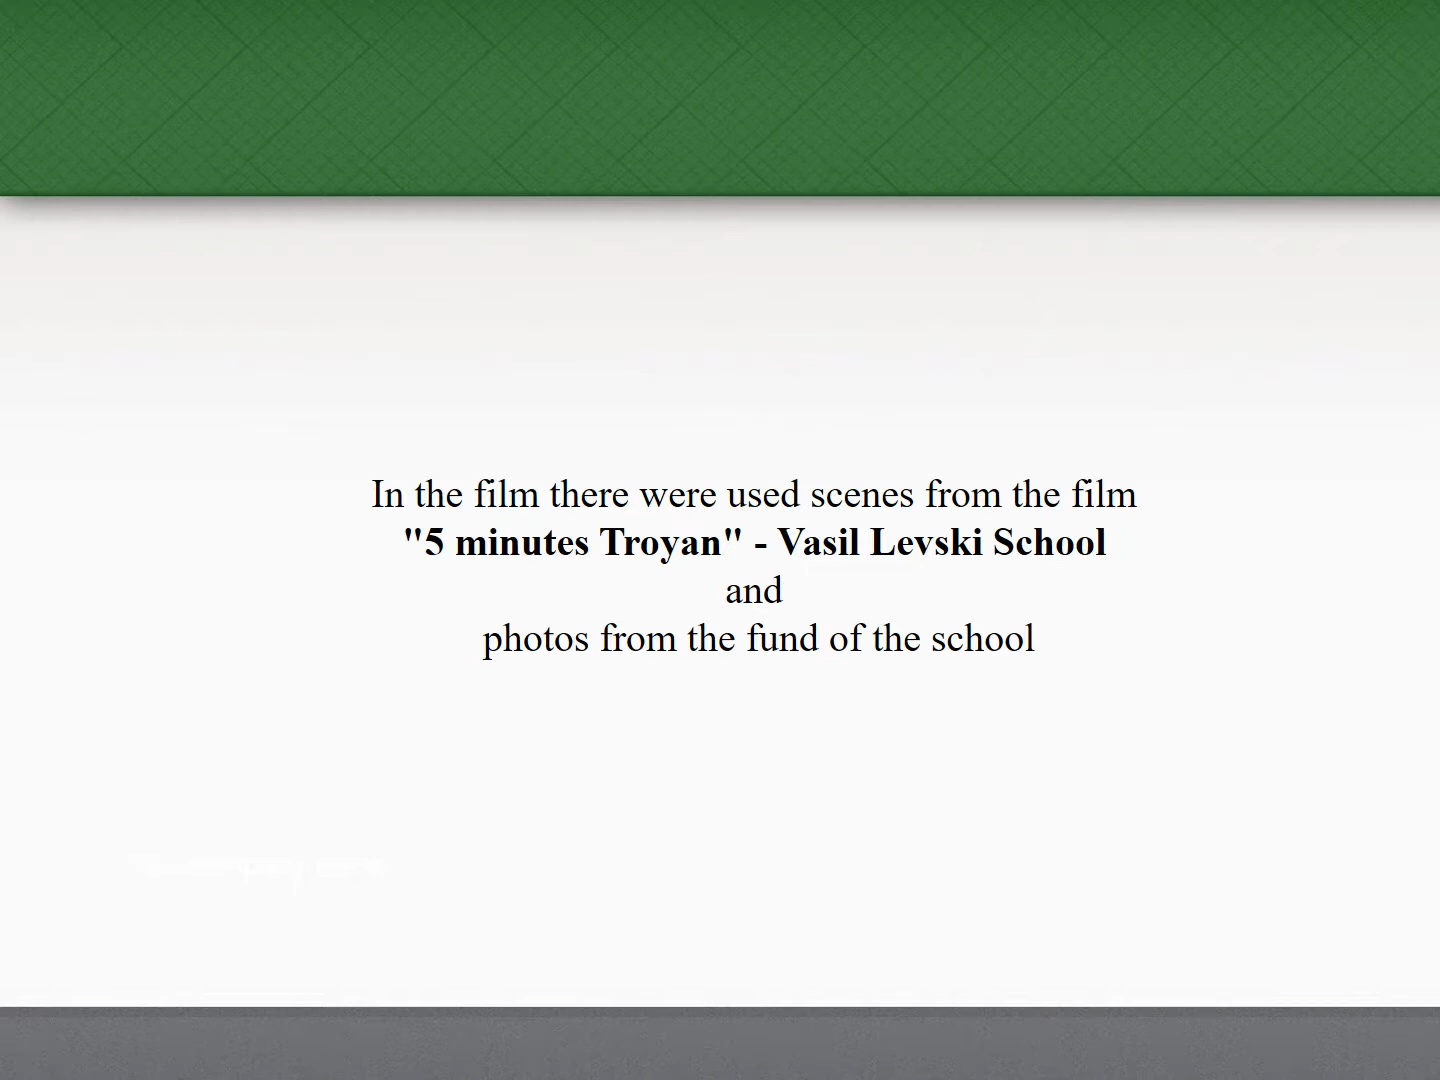 In the film there were used scenes from the film
"5 minutes Troyan" - Vasil Levski School
and
photos from the fund of the school